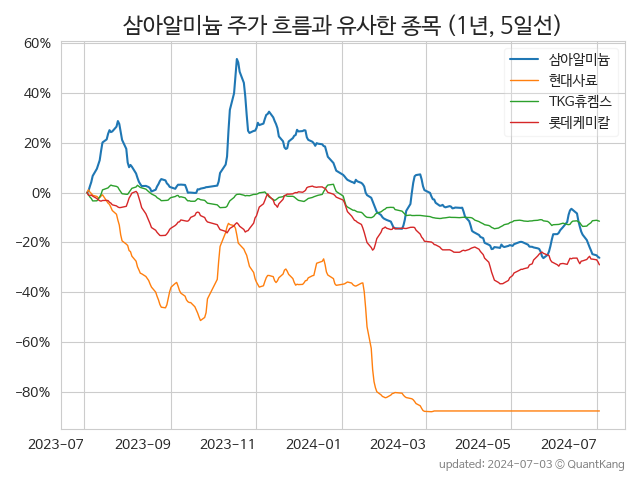 삼아알미늄 주가 흐름과 유사한 종목 (1년, 5일선)
60%
40%
20%
0%
−20%
−40%
−60%
−80%
삼아알미늄
현대사료
TKG휴켐스
롯데케미칼
2023-07
2023-09
2023-11
2024-01
2024-03
2024-05
2024-07
updated: 2024-07-03 © QuantKang